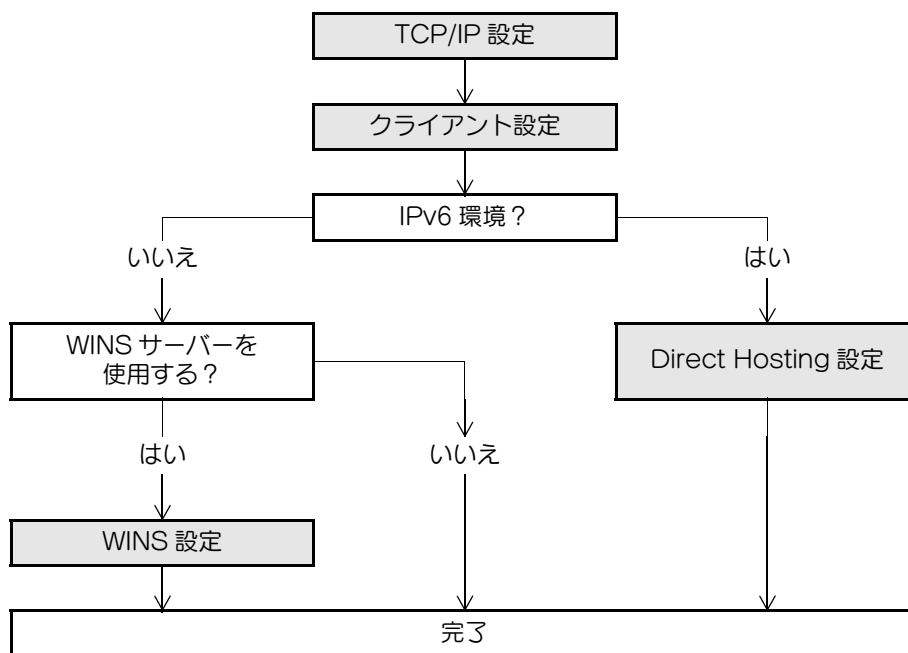 TCP/IP 設定
クライアント設定
IPv6 環境？
いいえ
はい
WINS サーバーを
使用する？
Direct Hosting 設定
はい
いいえ
WINS 設定
完了